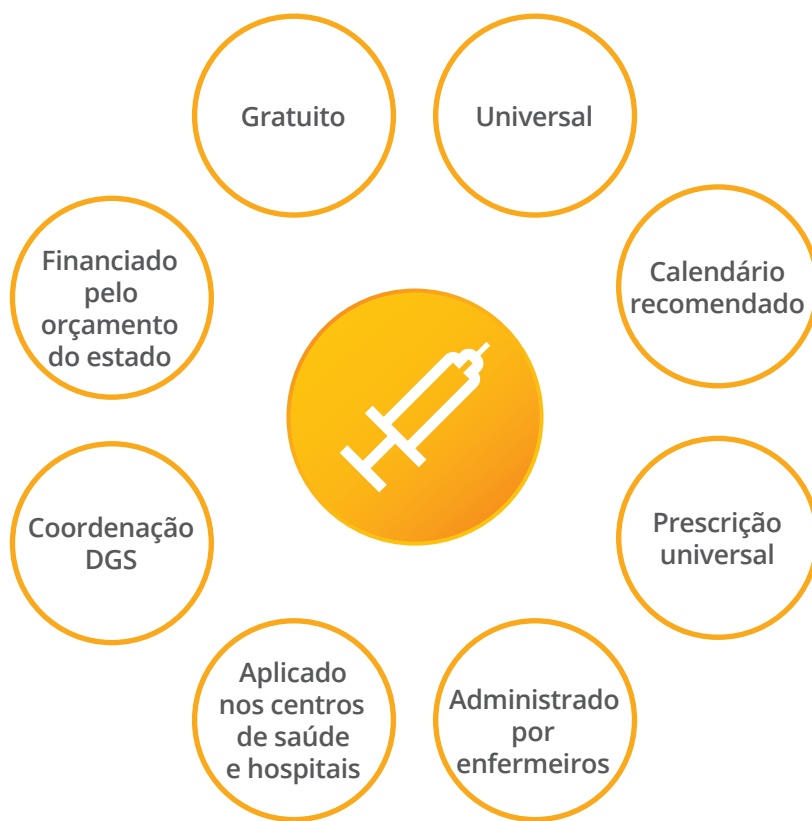 Gratuito
Universal
Financiado
pelo
orçamento
do estado
Calendário
recomendado
Coordenação
DGS
Prescrição
universal
Aplicado
nos centros
de saúde
e hospitais
Administrado
por
enfermeiros